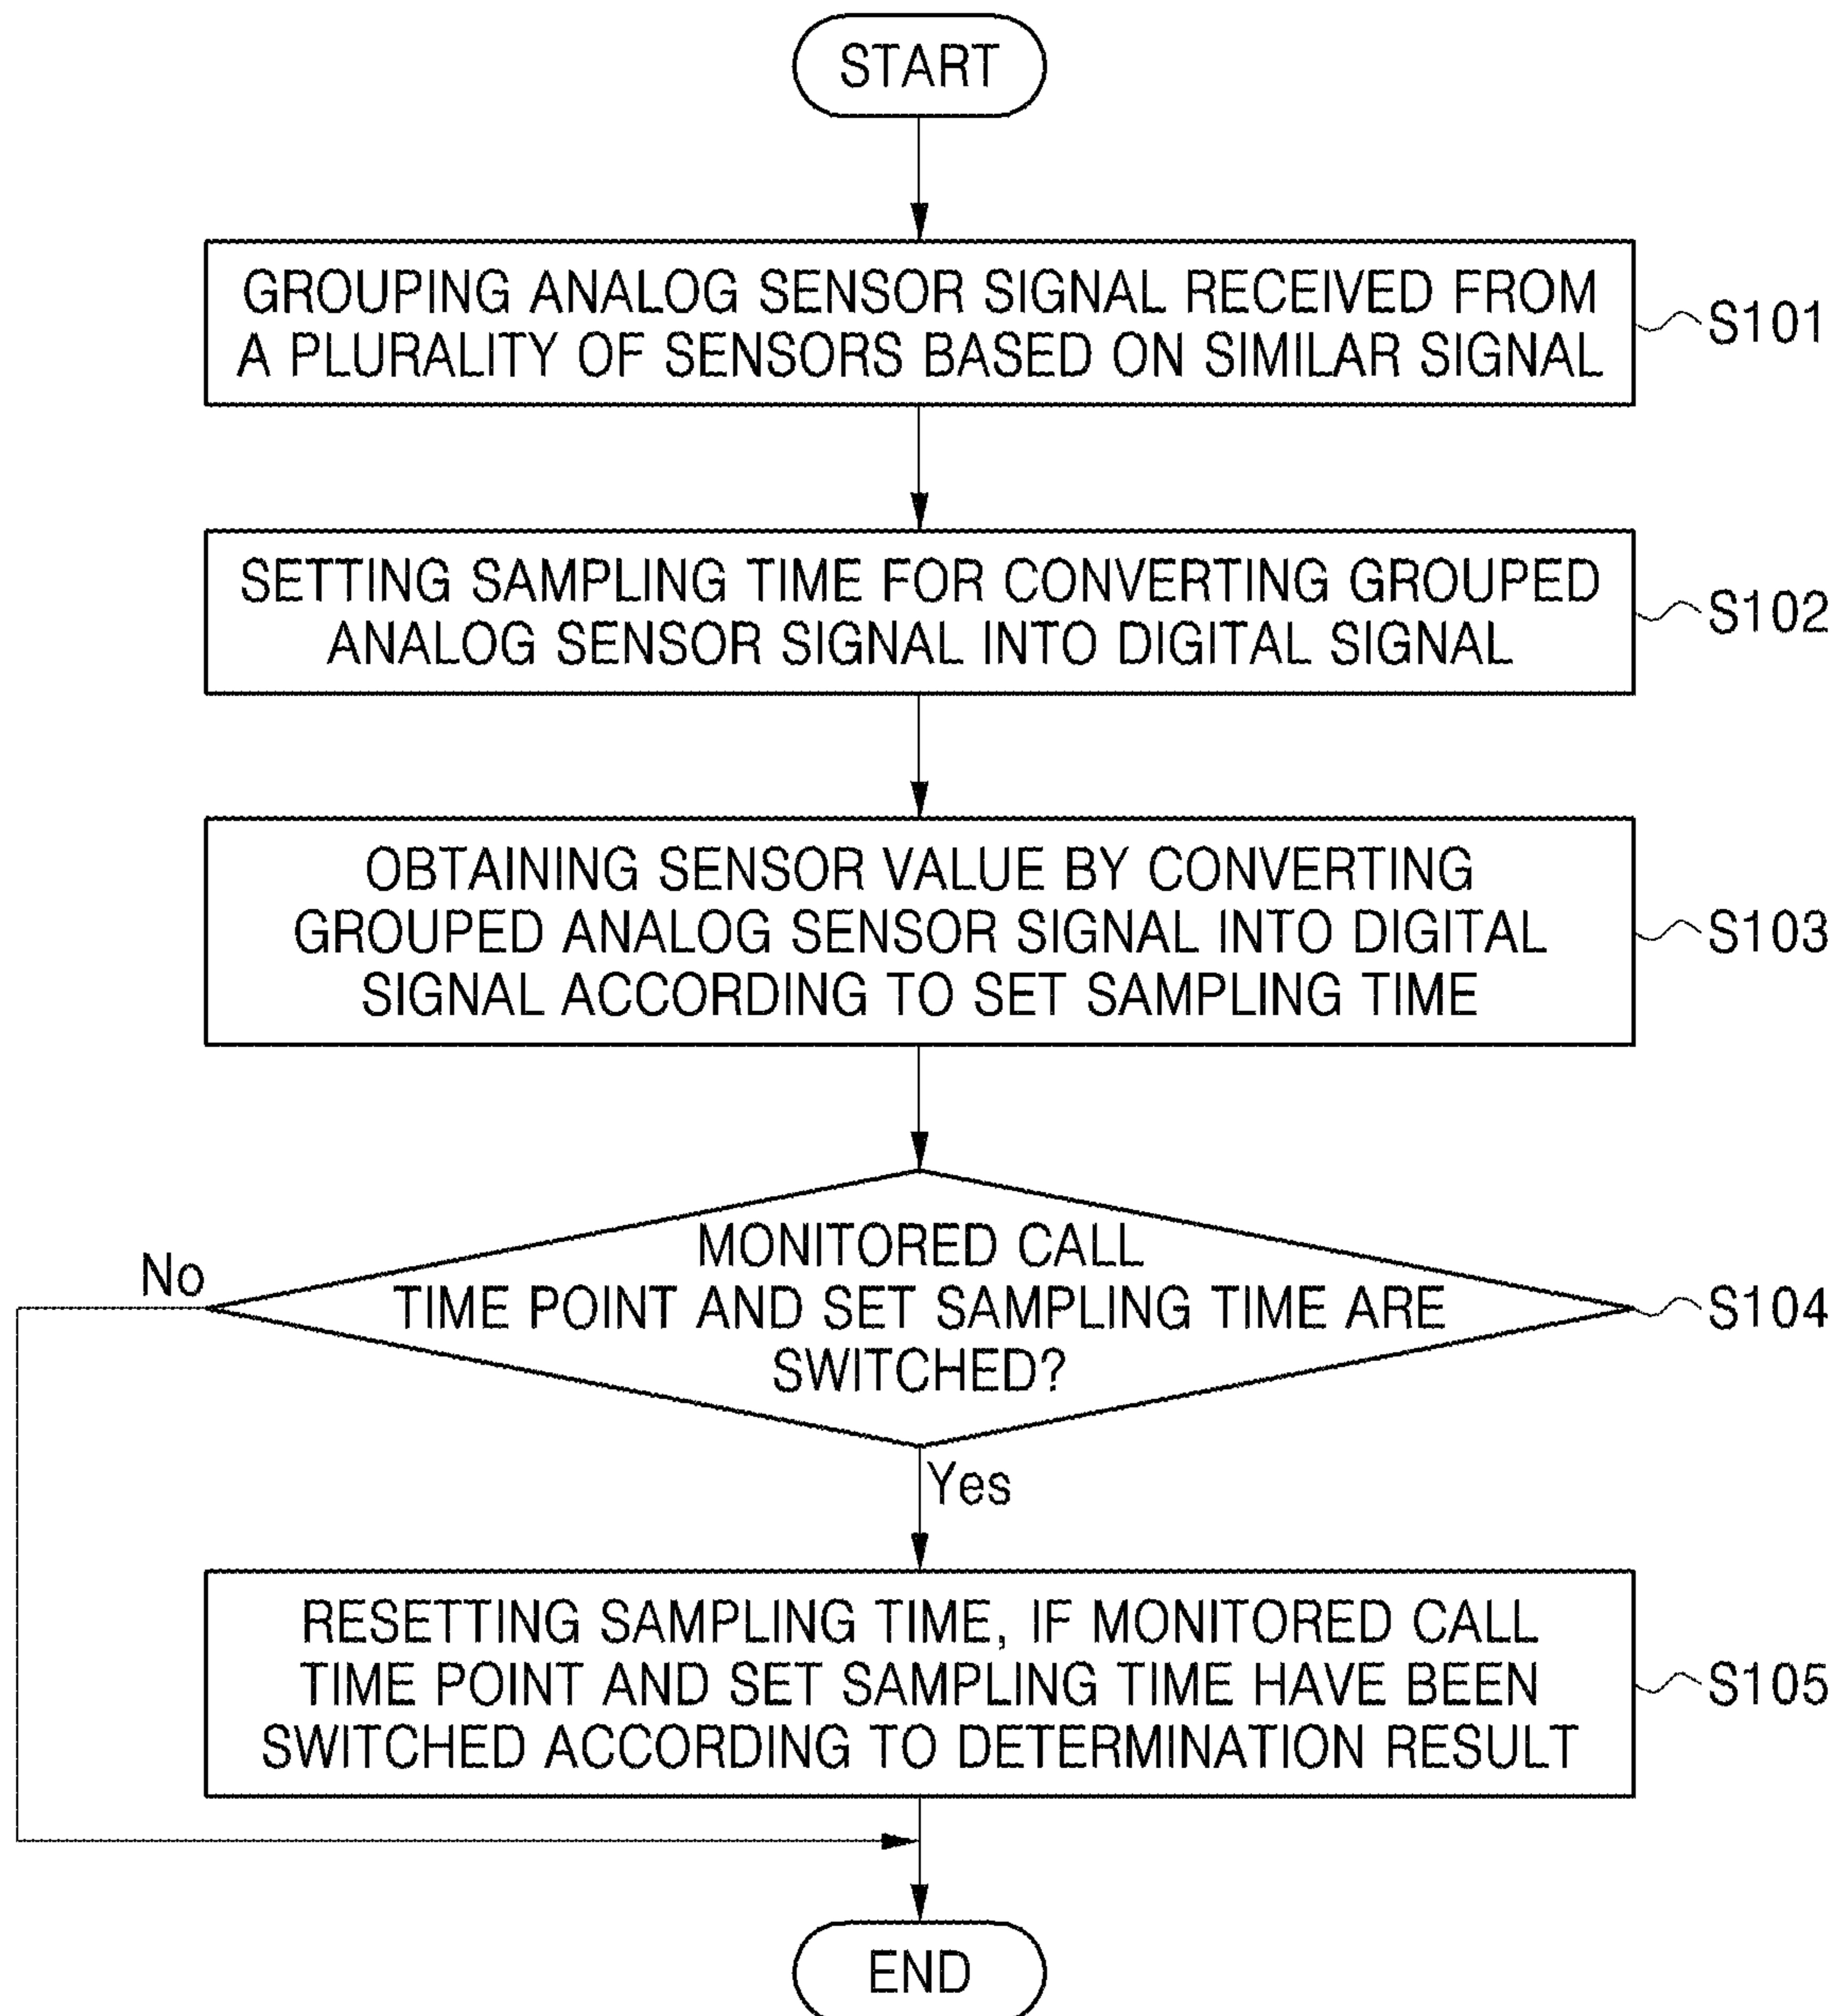 START
GROUPING ANALOG SENSOR SIGNAL RECEIVED FROM
A PLURALITY OF SENSORS BASED ON SIMILAR SIGNAL
S101
SETTING SAMPLING TIME FOR CONVERTING GROUPED
ANALOG SENSOR SIGNAL INTO DIGITAL SIGNAL
S102
OBTAINING SENSOR VALUE BY CONVERTING
GROUPED ANALOG SENSOR SIGNAL INTO DIGITAL
SIGNAL ACCORDING TO SET SAMPLING TIME
S103
MONITORED CALL
TIME POINT AND SET SAMPLING TIME ARE
SWITCHED?
S104
No
Yes
RESETTING SAMPLING TIME, IF MONITORED CALL
TIME POINT AND SET SAMPLING TIME HAVE BEEN
SWITCHED ACCORDING TO DETERMINATION RESULT
S105
END